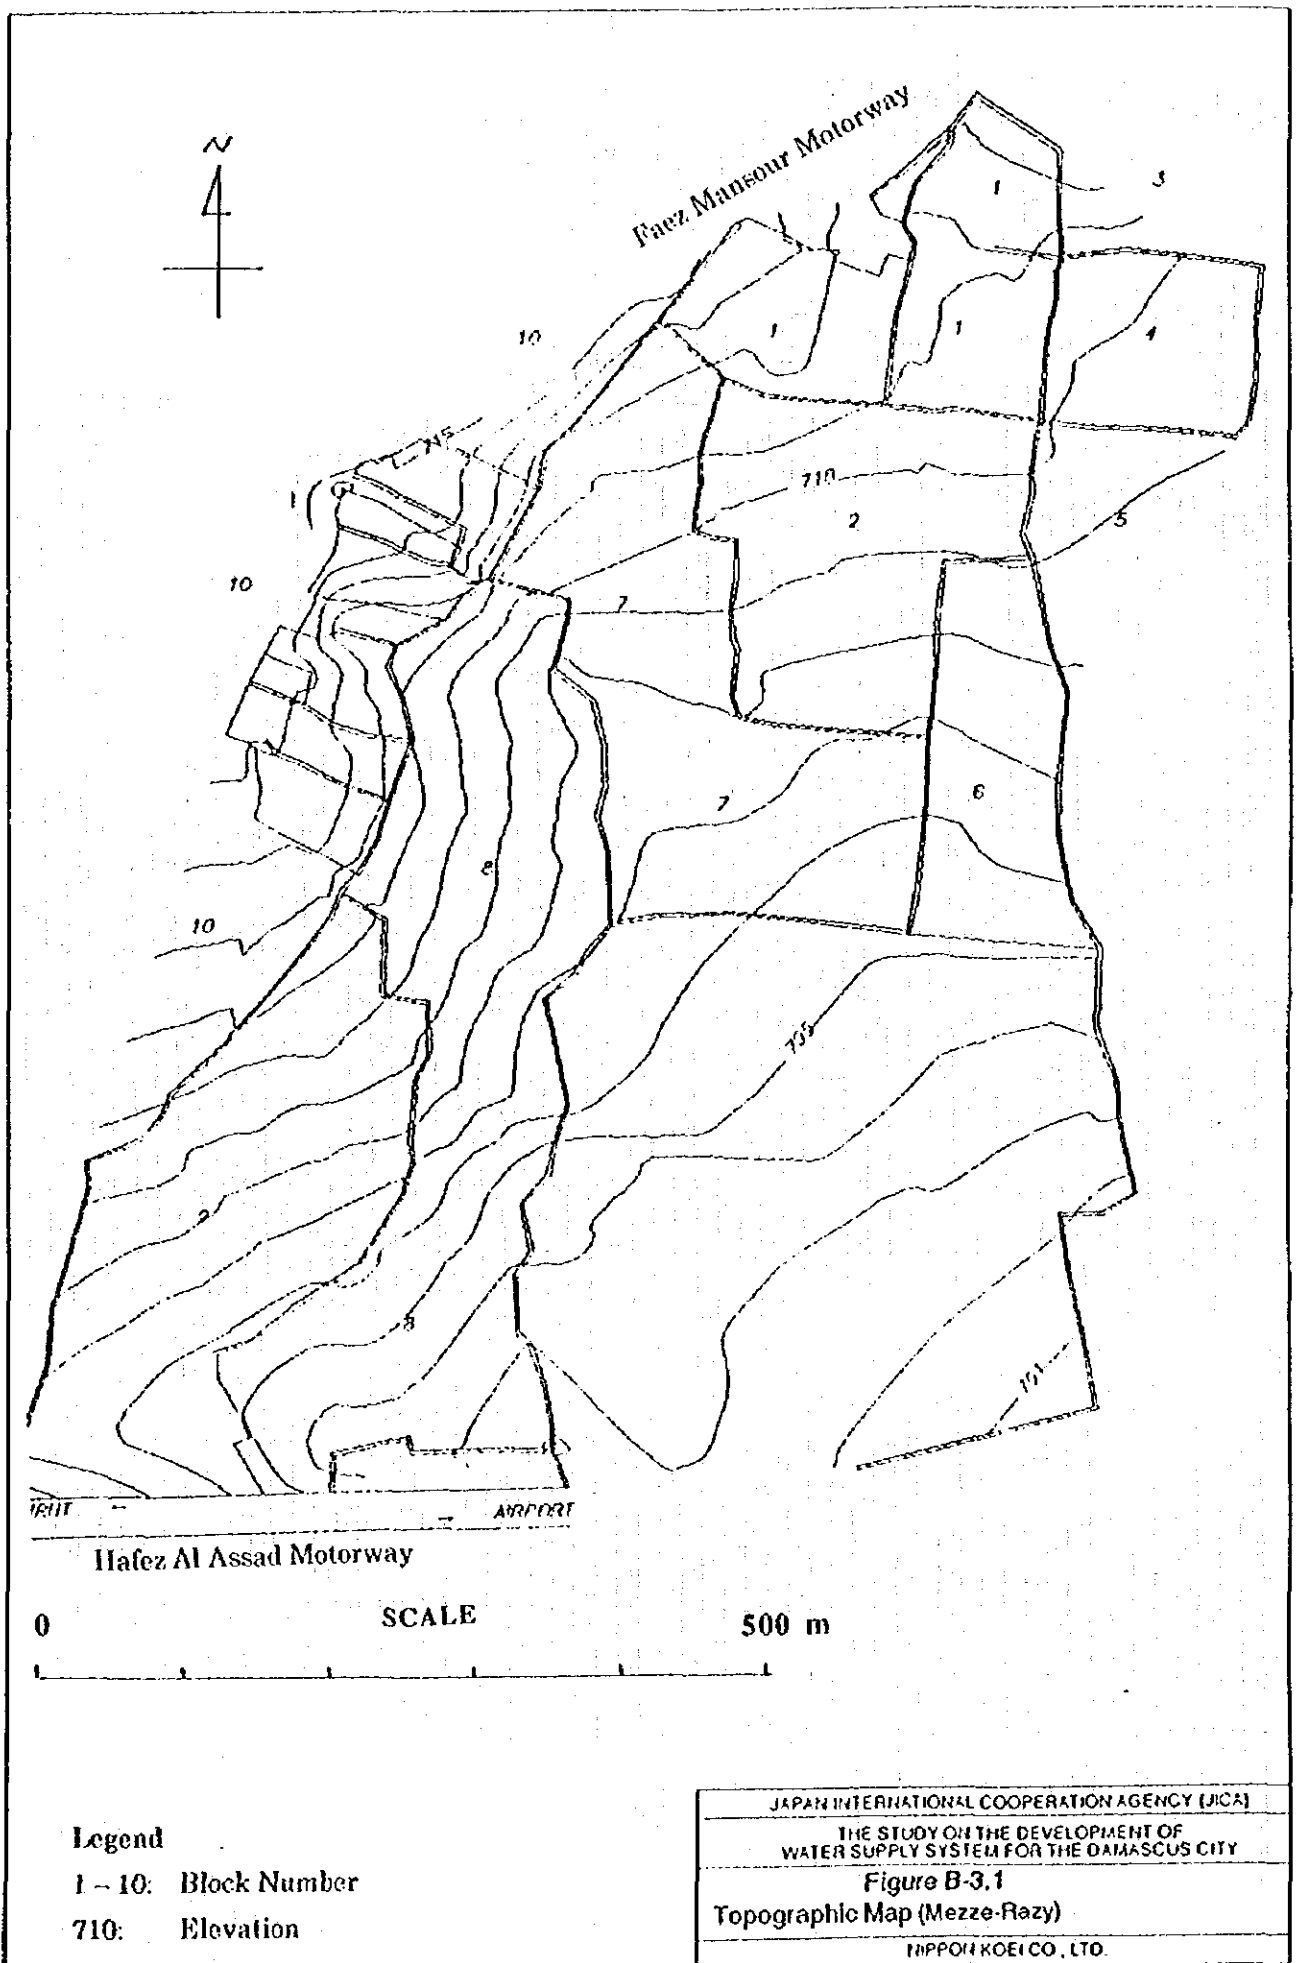 N
Faez Mansour Motorway
1
3
10
1
1
4
715
710
1
2
5
10
7
7
6
8
10
735
8
AIRPORT
Hafez Al Assad Motorway
0 SCALE 500 m
Legend
1 - 10: Block Number
710: Elevation
JAPAN INTERNATIONAL COOPERATION AGENCY (JICA)
THE STUDY ON THE DEVELOPMENT OF
WATER SUPPLY SYSTEM FOR THE DAMASCUS CITY
Figure B-3.1
Topographic Map (Mezze-Razy)
NIPPON KOEI CO., LTD.